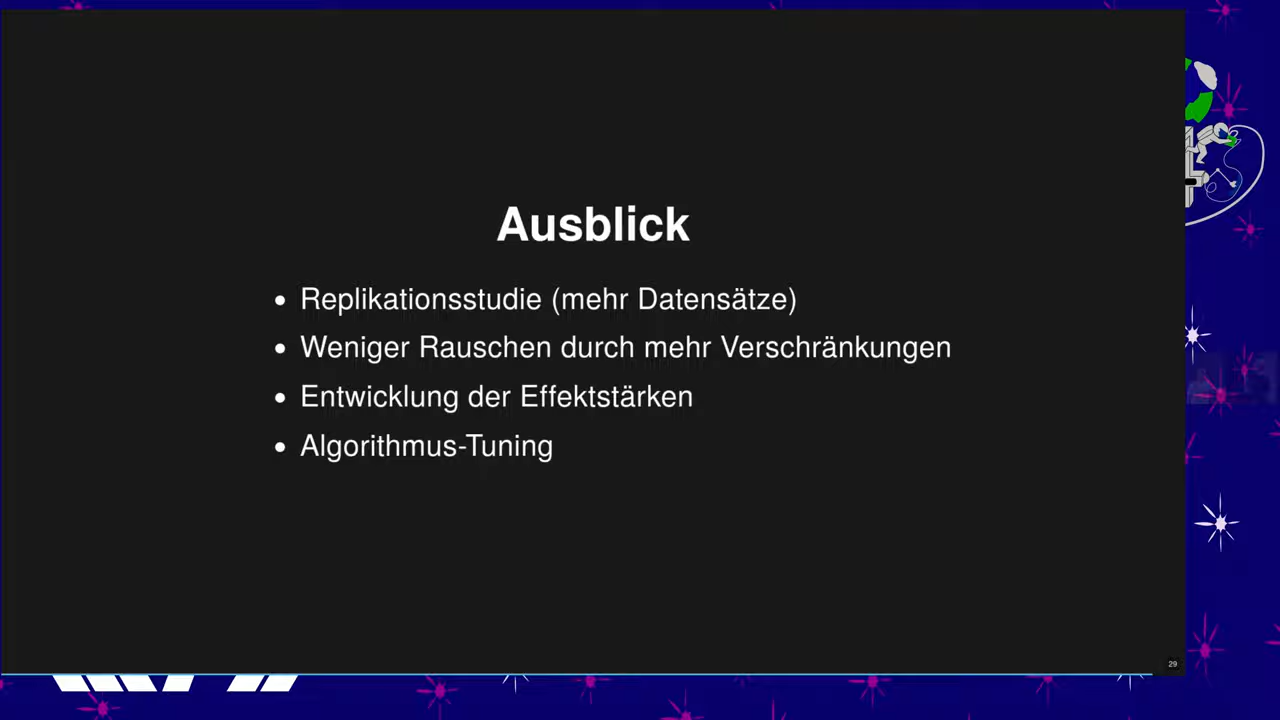 Ausblick
Replikationsstudie (mehr Datensätze)
Weniger Rauschen durch mehr Verschränkungen
Entwicklung der Effektstärken
Algorithmus-Tuning
29